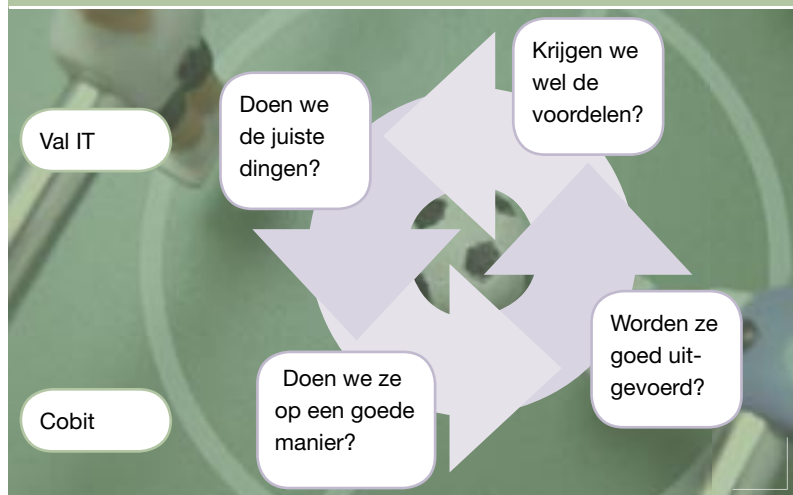 Krijgen we
wel de
voordelen?
Doen we
de juiste
dingen?
Val IT
Worden ze
goed uit-
gevoerd?
Doen we ze
op een goede
manier?
Cobit